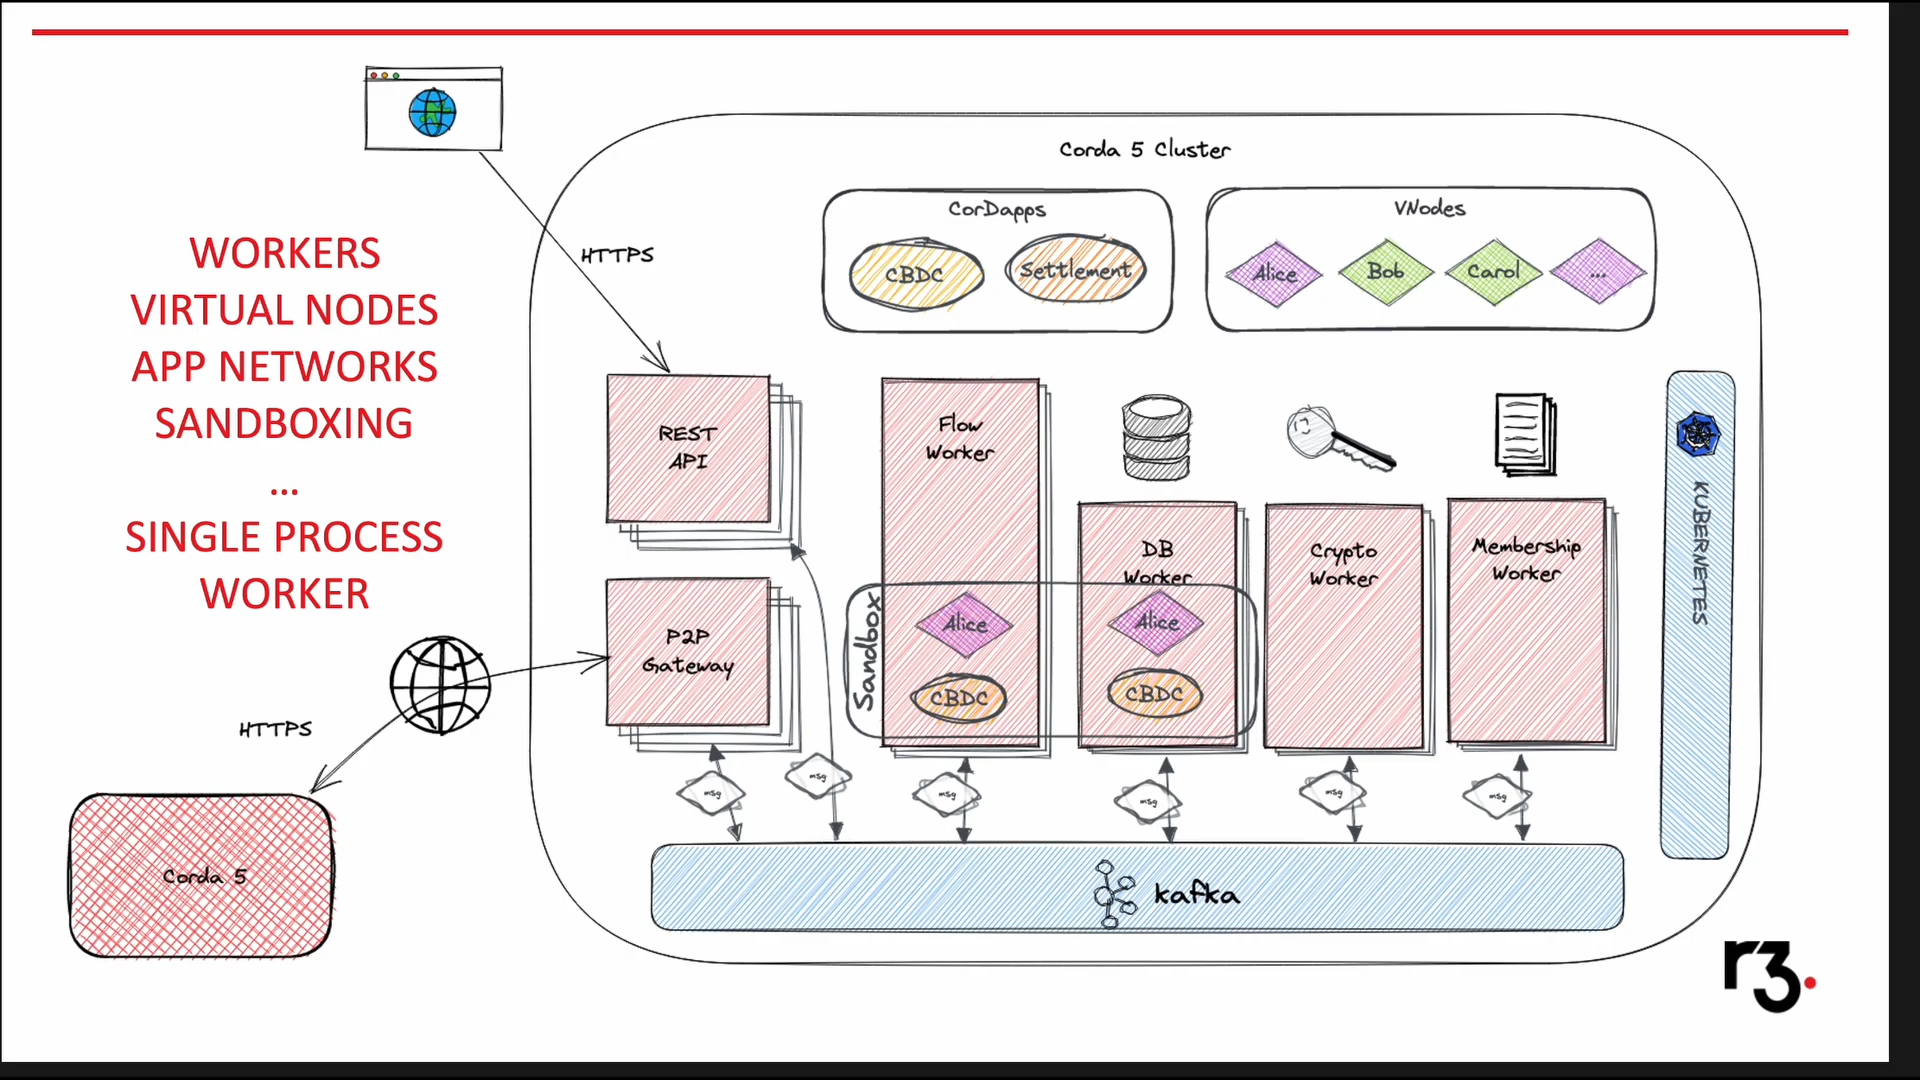 WORKERS
VIRTUAL NODES
APP NETWORKS
SANDBOXING
...
SINGLE PROCESS
WORKER
HTTPS
Corda 5 Cluster
CorDapps
CBDC
Settlement
VNodes
Alice
Bob
Carol
...
REST
API
P2P
Gateway
Flow
Worker
DB
Worker
Crypto
Worker
Membership
Worker
Sandbox
Alice
CBDC
Alice
CBDC
KUBERNETES
HTTPS
Corda 5
msg
msg
msg
msg
msg
msg
kafka
r3.